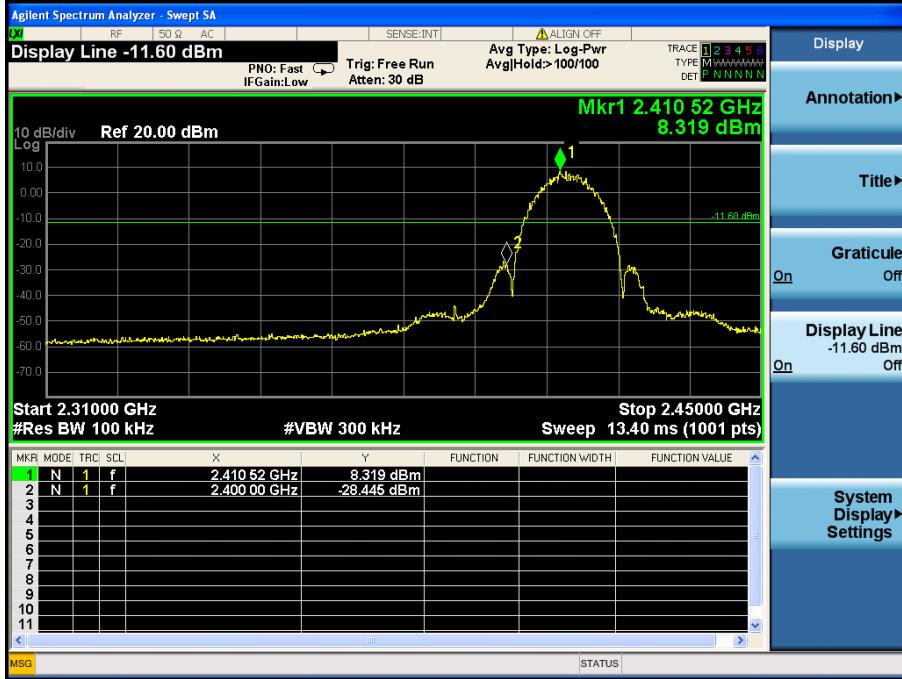 Agilent Spectrum Analyzer - Swept SA
LXI RF 50 Ω AC SENSE:INT ALIGN OFF
Display Line -11.60 dBm
PNO: Fast
IFGain:Low
Trig: Free Run
Atten: 30 dB
Avg Type: Log-Pwr
Avg|Hold:> 100/100
TRACE 1 2 3 4 5 6
TYPE M WWWWW
DET P N N N N N
Mkr1 2.410 52 GHz
8.319 dBm
10 dB/div Ref 20.00 dBm
Log
10.0
0.00
-10.0
-20.0
-30.0
-40.0
-50.0
-60.0
-70.0
1
-11.60 dBm
2
Start 2.31000 GHz Stop 2.45000 GHz
#Res BW 100 kHz #VBW 300 kHz Sweep 13.40 ms (1001 pts)
MKR MODE TRC SCL X Y FUNCTION FUNCTION WIDTH FUNCTION VALUE
1 N 1 f 2.410 52 GHz 8.319 dBm
2 N 1 f 2.400 00 GHz -28.445 dBm
3
4
5
6
7
8
9
10
11
MSG STATUS
Display
Annotation
Title
Graticule
On Off
Display Line
-11.60 dBm
On Off
System
Display
Settings